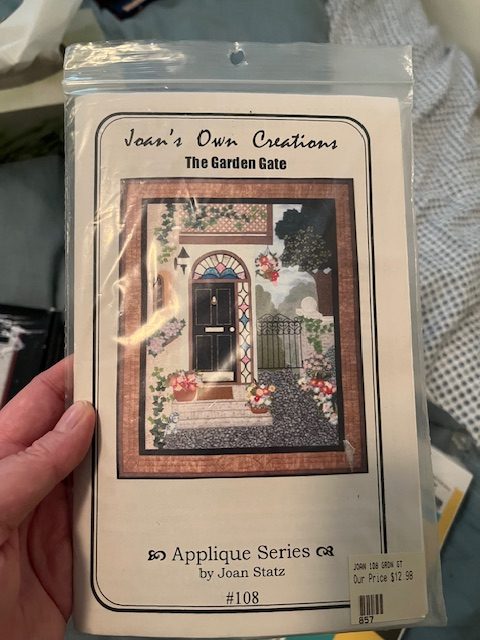 Joan's Own Creations
The Garden Gate
Applique Series
by Joan Statz
#108
JOAN 108 GRDN GT
Our Price $12.98
857